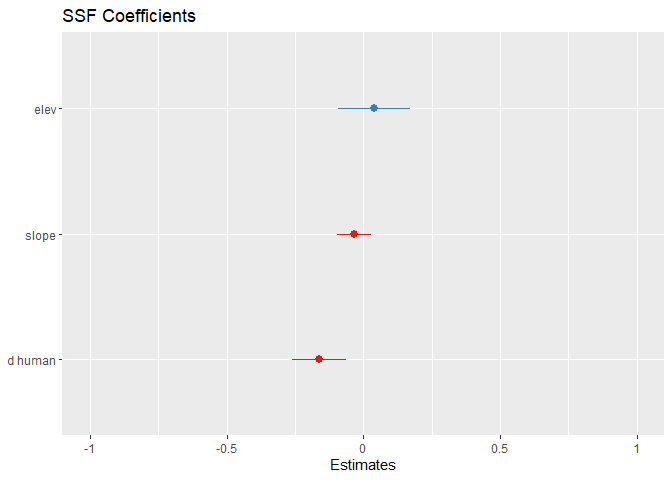 SSF Coefficients
elev
slope
d human
-1
-0.5
0
0.5
1
Estimates